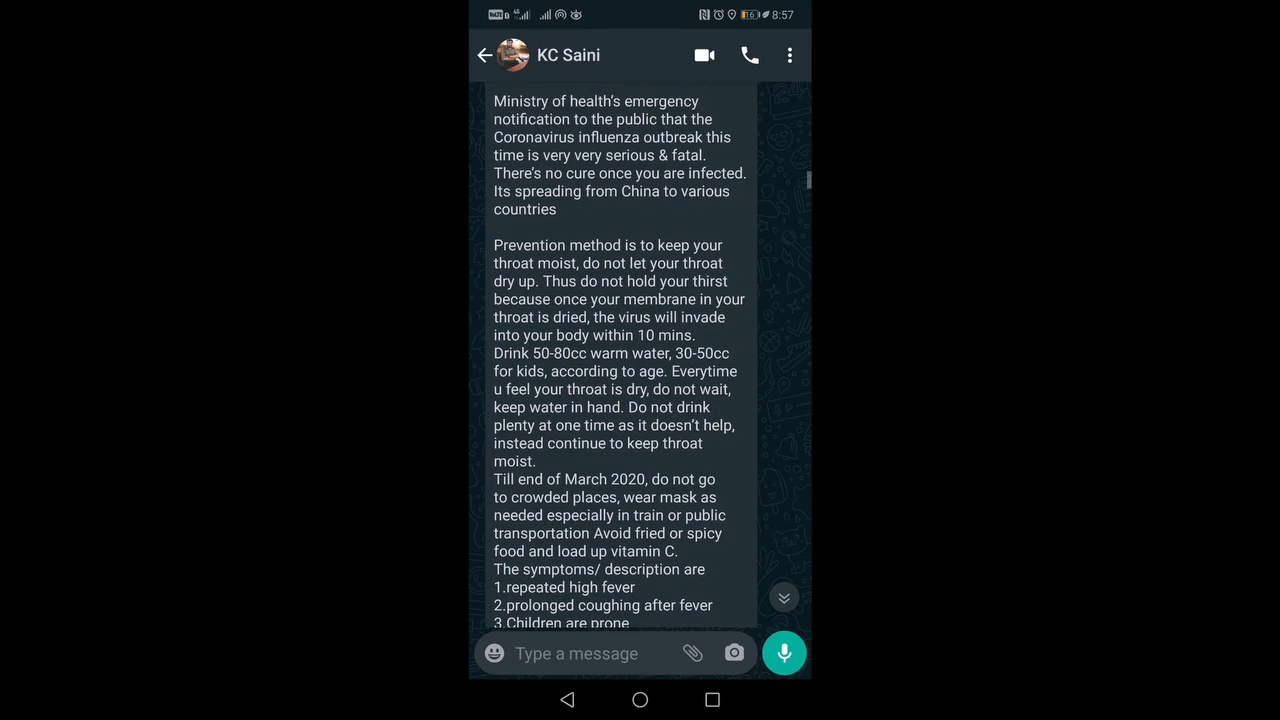 VoLTE 4G 16 8:57
KC Saini
Ministry of health's emergency
notification to the public that the
Coronavirus influenza outbreak this
time is very very serious & fatal.
There's no cure once you are infected.
Its spreading from China to various
countries
Prevention method is to keep your
throat moist, do not let your throat
dry up. Thus do not hold your thirst
because once your membrane in your
throat is dried, the virus will invade
into your body within 10 mins.
Drink 50-80cc warm water, 30-50cc
for kids, according to age. Everytime
u feel your throat is dry, do not wait,
keep water in hand. Do not drink
plenty at one time as it doesn't help,
instead continue to keep throat
moist.
Till end of March 2020, do not go
to crowded places, wear mask as
needed especially in train or public
transportation Avoid fried or spicy
food and load up vitamin C.
The symptoms/ description are
1.repeated high fever
2.prolonged coughing after fever
3.Children are prone
Type a message